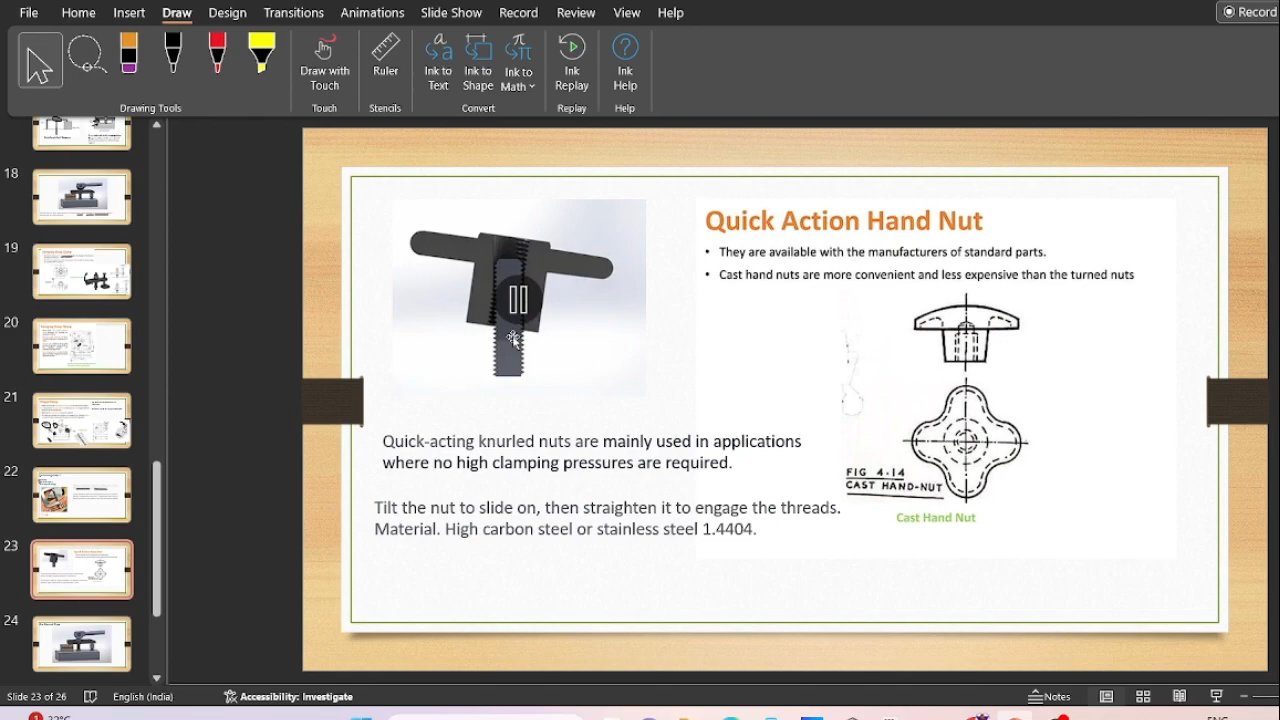 File Home Insert Draw Design Transitions Animations Slide Show Record Review View Help Record
Draw with Touch
Ruler
Ink to Text
Ink to Shape
Ink to Math
Ink Replay
Ink Help
Drawing Tools Touch Stencils Convert Replay Help
18
19
20
21
22
23
24
Quick Action Hand Nut
• They are available with the manufacturers of standard parts.
• Cast hand nuts are more convenient and less expensive than the turned nuts
Quick-acting knurled nuts are mainly used in applications
where no high clamping pressures are required.
FIG 4.14
CAST HAND-NUT
Tilt the nut to slide on, then straighten it to engage the threads.
Material. High carbon steel or stainless steel 1.4404.
Cast Hand Nut
Slide 23 of 26 English (India) Accessibility: Investigate Notes